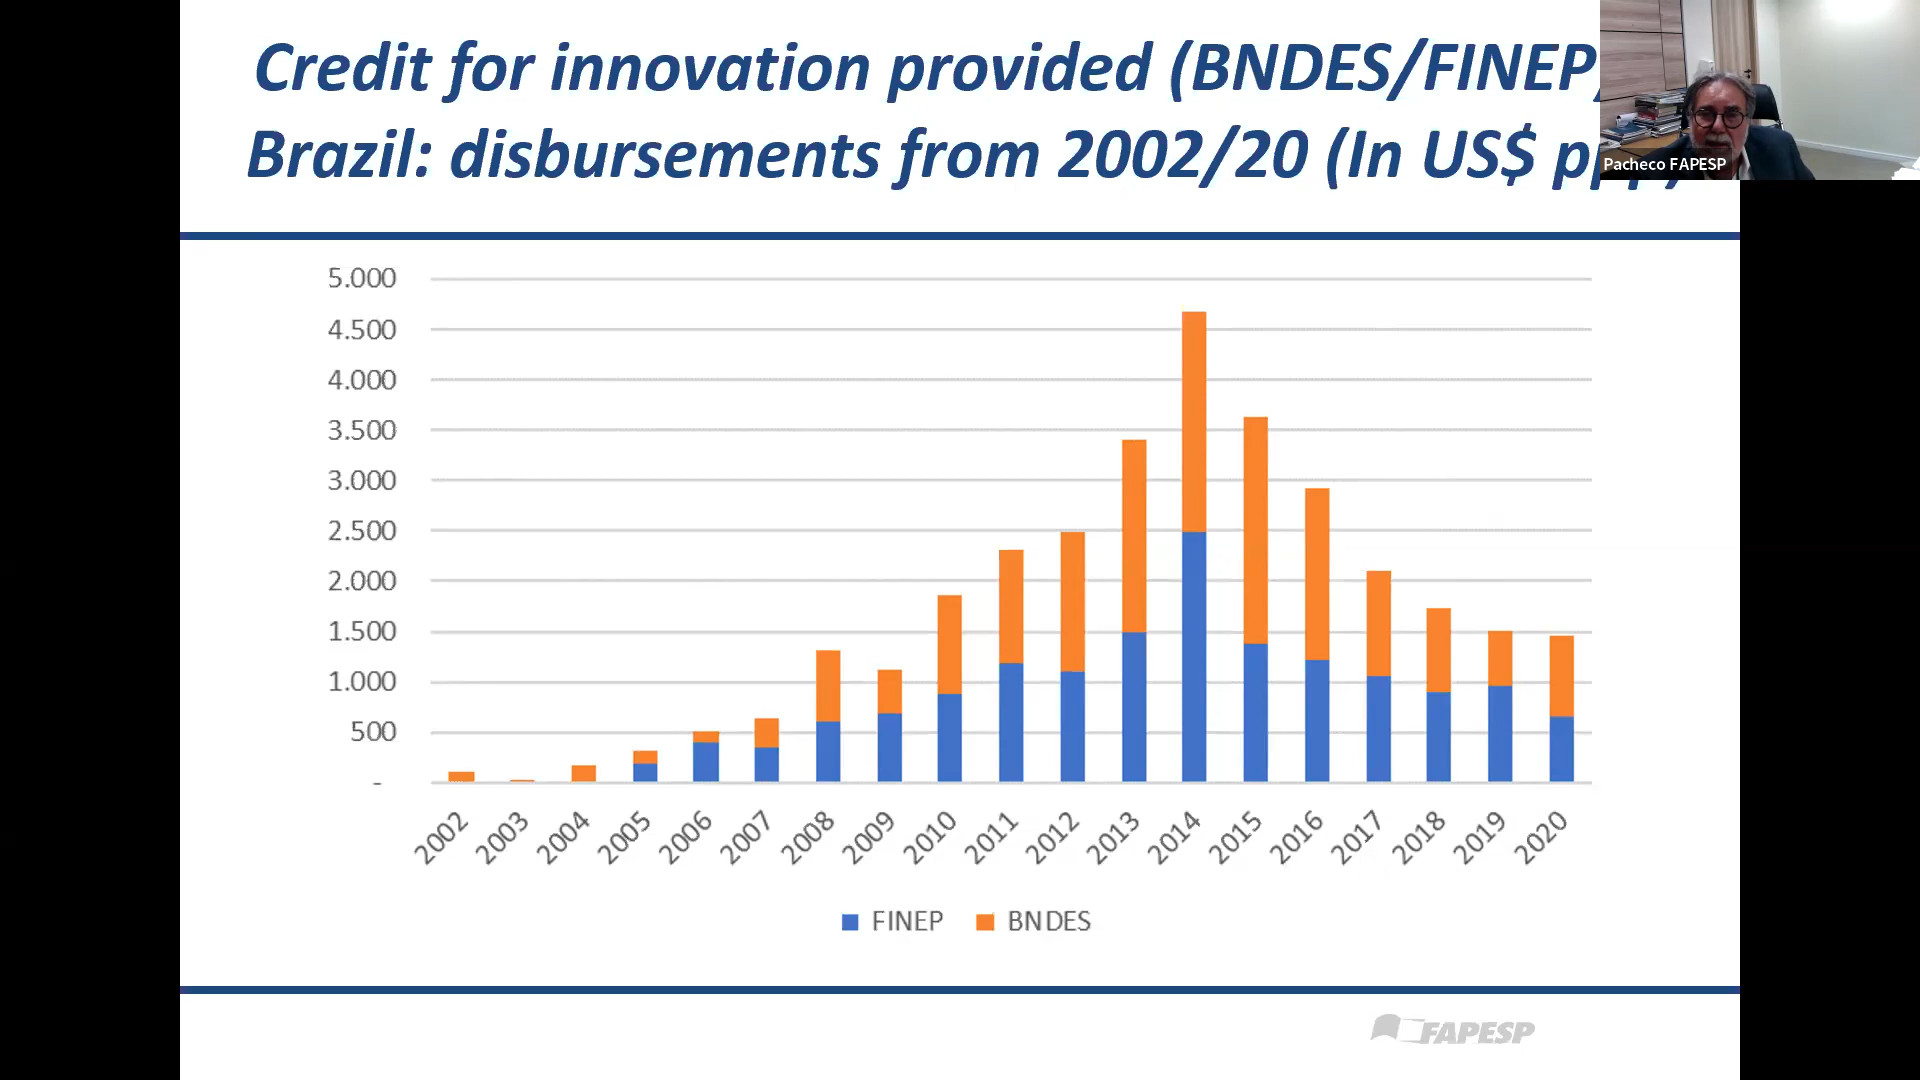 Credit for innovation provided (BNDES/FINEP
Brazil: disbursements from 2002/20 (In US$ ppp)
Pacheco FAPESP
5.000
4.500
4.000
3.500
3.000
2.500
2.000
1.500
1.000
500
-
2002 2003 2004 2005 2006 2007 2008 2009 2010 2011 2012 2013 2014 2015 2016 2017 2018 2019 2020
FINEP BNDES
FAPESP